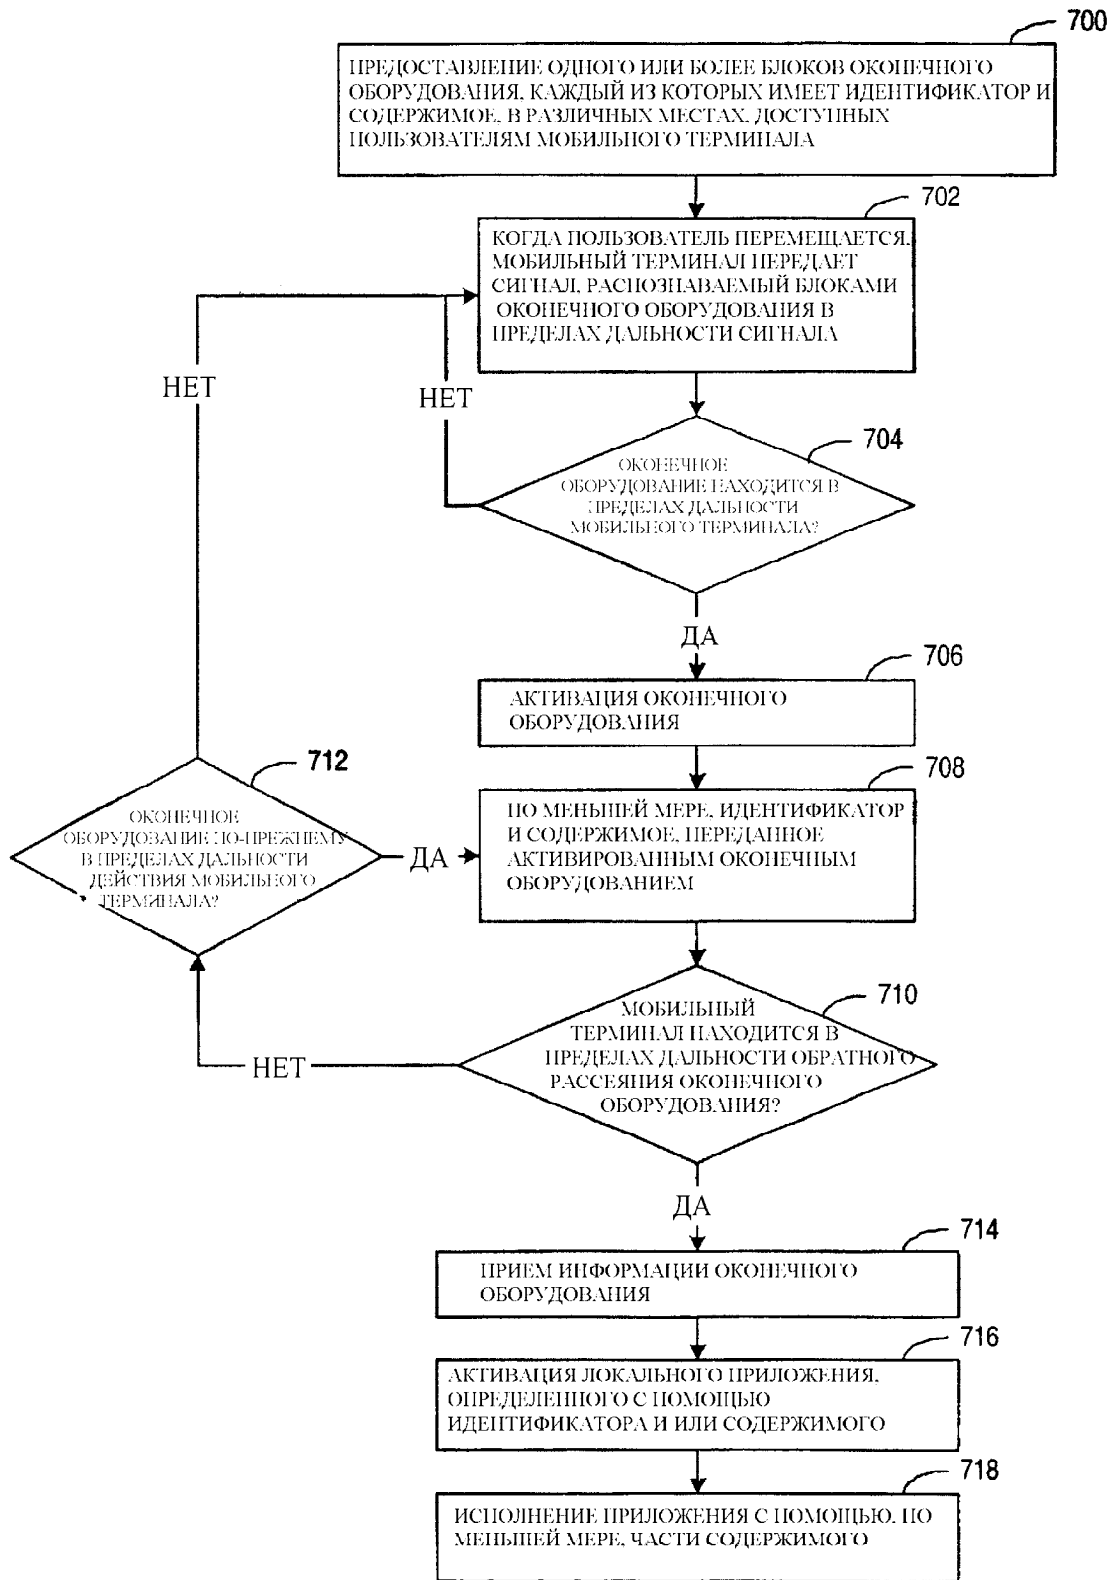 700
ПРЕДОСТАВЛЕНИЕ ОДНОГО ИЛИ БОЛЕЕ БЛОКОВ ОКОНЕЧНОГО
ОБОРУДОВАНИЯ, КАЖДЫЙ ИЗ КОТОРЫХ ИМЕЕТ ИДЕНТИФИКАТОР И
СОДЕРЖИМОЕ, В РАЗЛИЧНЫХ МЕСТАХ, ДОСТУПНЫХ
ПОЛЬЗОВАТЕЛЯМ МОБИЛЬНОГО ТЕРМИНАЛА
702
КОГДА ПОЛЬЗОВАТЕЛЬ ПЕРЕМЕЩАЕТСЯ,
МОБИЛЬНЫЙ ТЕРМИНАЛ ПЕРЕДАЕТ
СИГНАЛ, РАСПОЗНАВАЕМЫЙ БЛОКАМИ
ОКОНЕЧНОГО ОБОРУДОВАНИЯ В
ПРЕДЕЛАХ ДАЛЬНОСТИ СИГНАЛА
НЕТ
НЕТ
704
ОКОНЕЧНОЕ
ОБОРУДОВАНИЕ НАХОДИТСЯ В
ПРЕДЕЛАХ ДАЛЬНОСТИ
МОБИЛЬНОГО ТЕРМИНАЛА?
ДА
706
АКТИВАЦИЯ ОКОНЕЧНОГО
ОБОРУДОВАНИЯ
712
ОКОНЕЧНОЕ
ОБОРУДОВАНИЕ ПО-ПРЕЖНЕМУ
В ПРЕДЕЛАХ ДАЛЬНОСТИ
ДЕЙСТВИЯ МОБИЛЬНОГО
ТЕРМИНАЛА?
ДА
708
ПО МЕНЬШЕЙ МЕРЕ, ИДЕНТИФИКАТОР
И СОДЕРЖИМОЕ, ПЕРЕДАННОЕ
АКТИВИРОВАННЫМ ОКОНЕЧНЫМ
ОБОРУДОВАНИЕМ
710
МОБИЛЬНЫЙ
ТЕРМИНАЛ НАХОДИТСЯ В
ПРЕДЕЛАХ ДАЛЬНОСТИ ОБРАТНОГО
РАССЕЯНИЯ ОКОНЕЧНОГО
ОБОРУДОВАНИЯ?
НЕТ
ДА
714
ПРИЕМ ИНФОРМАЦИИ ОКОНЕЧНОГО
ОБОРУДОВАНИЯ
716
АКТИВАЦИЯ ЛОКАЛЬНОГО ПРИЛОЖЕНИЯ,
ОПРЕДЕЛЕННОГО С ПОМОЩЬЮ
ИДЕНТИФИКАТОРА И ИЛИ СОДЕРЖИМОГО
718
ИСПОЛНЕНИЕ ПРИЛОЖЕНИЯ С ПОМОЩЬЮ, ПО
МЕНЬШЕЙ МЕРЕ, ЧАСТИ СОДЕРЖИМОГО